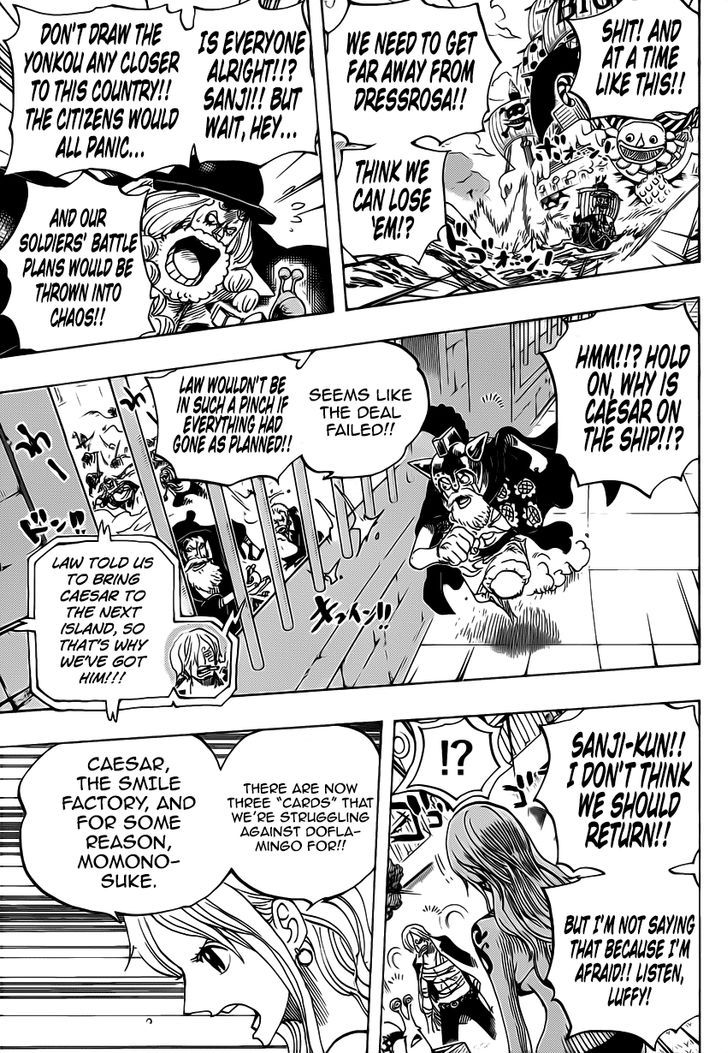 SHIT! AND
AT A TIME
LIKE THIS!!
WE NEED TO GET
FAR AWAY FROM
DRESSROSA!!
THINK WE
CAN LOSE
'EM!?
IS EVERYONE
ALRIGHT!!?
SANJI!! BUT
WAIT, HEY...
DON'T DRAW THE
YONKOU ANY CLOSER
TO THIS COUNTRY!!
THE CITIZENS WOULD
ALL PANIC...
AND OUR
SOLDIERS' BATTLE
PLANS WOULD BE
THROWN INTO
CHAOS!!
HMM!!? HOLD
ON, WHY IS
CAESAR ON
THE SHIP!!?
SEEMS LIKE
THE DEAL
FAILED!!
LAW WOULDN'T BE
IN SUCH A PINCH IF
EVERYTHING HAD
GONE AS PLANNED!!
LAW TOLD US
TO BRING
CAESAR TO
THE NEXT
ISLAND, SO
THAT'S WHY
WE'VE GOT
HIM!!!
SANJI-KUN!!
I DON'T THINK
WE SHOULD
RETURN!!
!?
BUT I'M NOT SAYING
THAT BECAUSE I'M
AFRAID!! LISTEN,
LUFFY!
THERE ARE NOW
THREE "CARDS" THAT
WE'RE STRUGGLING
AGAINST DOFLA-
MINGO FOR!!
CAESAR,
THE SMILE
FACTORY, AND
FOR SOME
REASON,
MOMONO-
SUKE.